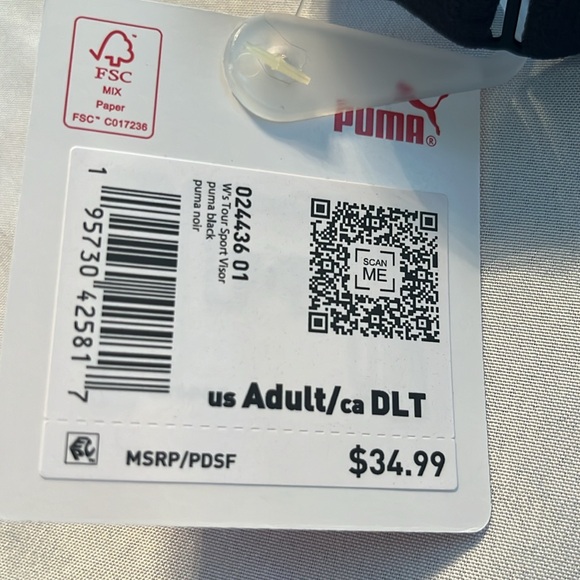 FSC
MIX
Paper
FSC™ C017236
PUMA®
024436 01
W's Tour Sport Visor
puma black
puma noir
1 95730 42581 7
SCAN
ME
us Adult/ca DLT
MSRP/PDSF
$34.99